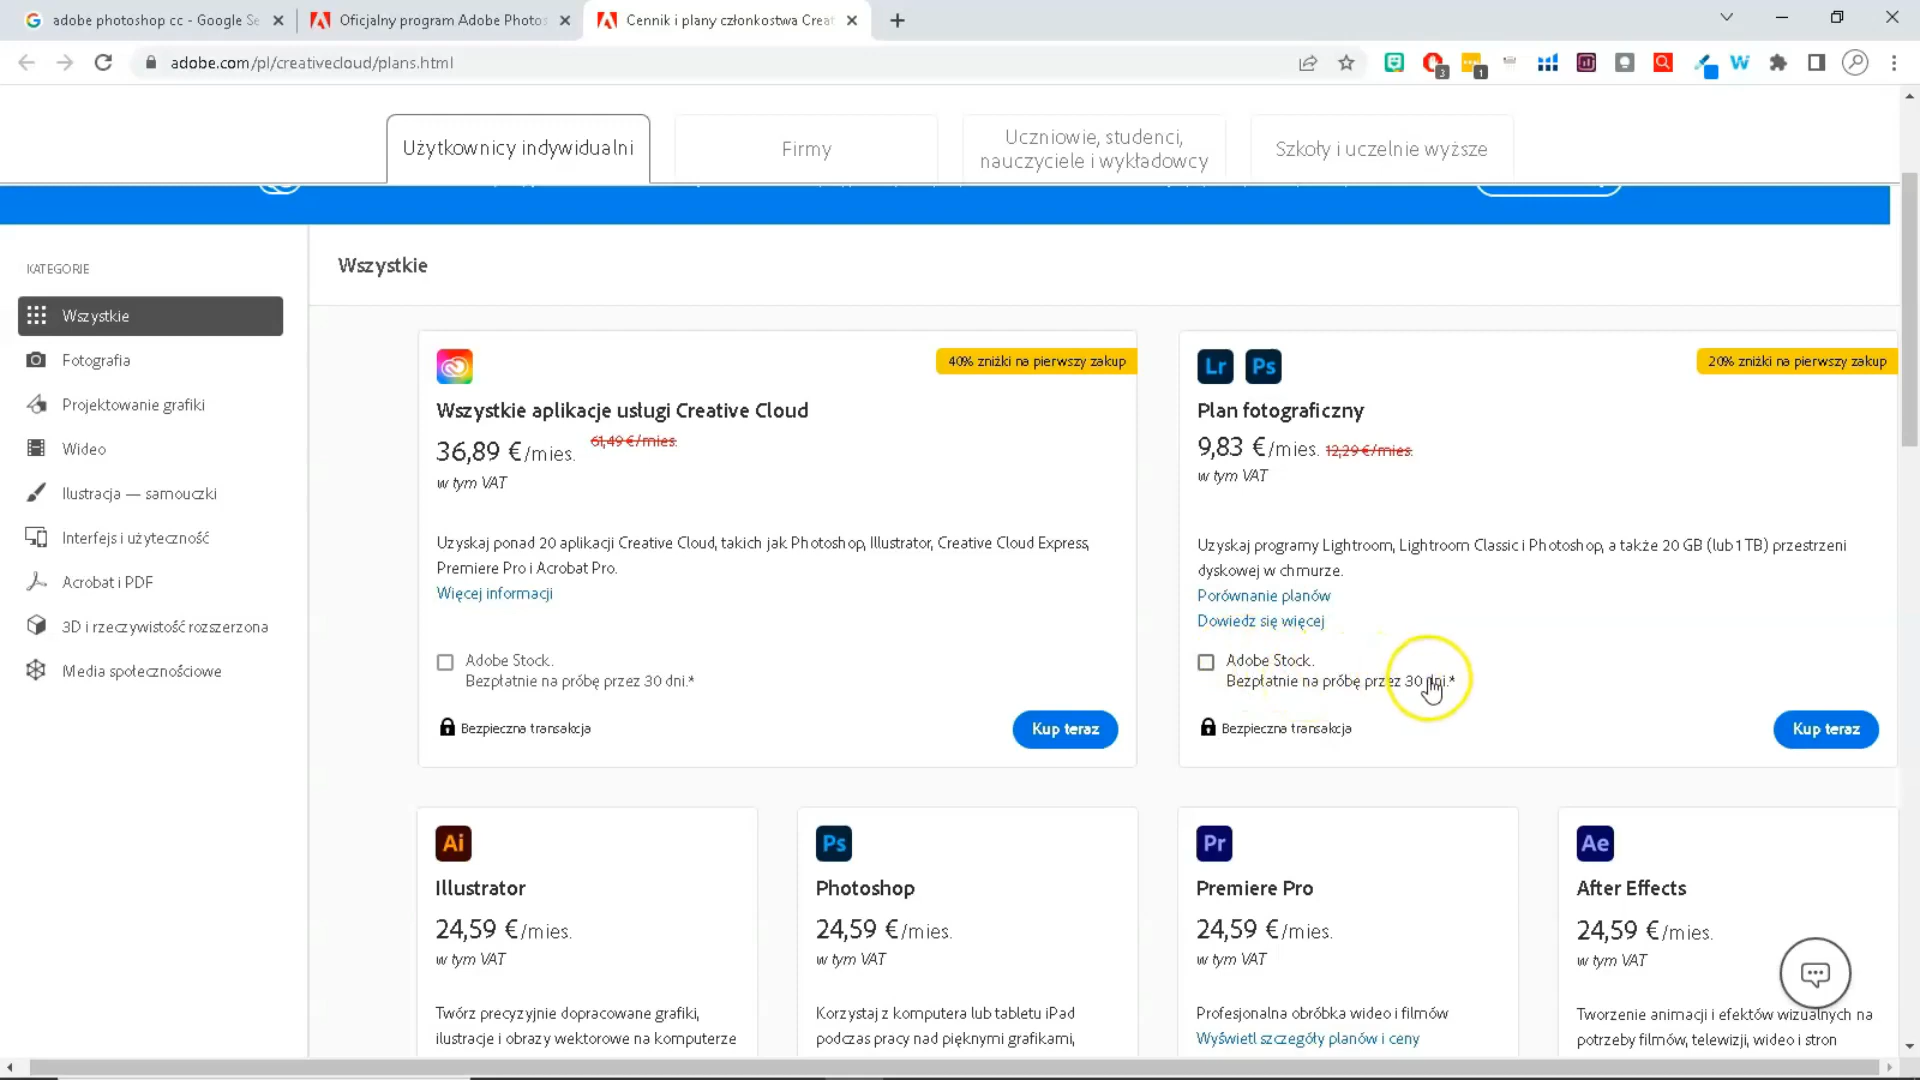 adobe photoshop cc - Google Se
Oficjalny program Adobe Photos
Cennik i plany członkostwa Creat
adobe.com/pl/creativecloud/plans.html
3
1
W
Użytkownicy indywidualni
Firmy
Uczniowie, studenci,
nauczyciele i wykładowcy
Szkoły i uczelnie wyższe
KATEGORIE
Wszystkie
Fotografia
Projektowanie grafiki
Wideo
Ilustracja — samouczki
Interfejs i użyteczność
Acrobat i PDF
3D i rzeczywistość rozszerzona
Media społecznościowe
Wszystkie
40% zniżki na pierwszy zakup
Wszystkie aplikacje usługi Creative Cloud
36,89 €/mies. 61,49 €/mies.
w tym VAT
Uzyskaj ponad 20 aplikacji Creative Cloud, takich jak Photoshop, Illustrator, Creative Cloud Express,
Premiere Pro i Acrobat Pro.
Więcej informacji
Adobe Stock.
Bezpłatnie na próbę przez 30 dni.*
Bezpieczna transakcja
Kup teraz
Lr Ps
20% zniżki na pierwszy zakup
Plan fotograficzny
9,83 €/mies. 12,29 €/mies.
w tym VAT
Uzyskaj programy Lightroom, Lightroom Classic i Photoshop, a także 20 GB (lub 1 TB) przestrzeni
dyskowej w chmurze.
Porównanie planów
Dowiedz się więcej
Adobe Stock.
Bezpłatnie na próbę przez 30 dni.*
Bezpieczna transakcja
Kup teraz
Ai
Illustrator
24,59 €/mies.
w tym VAT
Twórz precyzyjnie dopracowane grafiki,
ilustracje i obrazy wektorowe na komputerze
Ps
Photoshop
24,59 €/mies.
w tym VAT
Korzystaj z komputera lub tabletu iPad
podczas pracy nad pięknymi grafikami,
Pr
Premiere Pro
24,59 €/mies.
w tym VAT
Profesjonalna obróbka wideo i filmów
Wyświetl szczegóły planów i ceny
Ae
After Effects
24,59 €/mies.
w tym VAT
Tworzenie animacji i efektów wizualnych na
potrzeby filmów, telewizji, wideo i stron